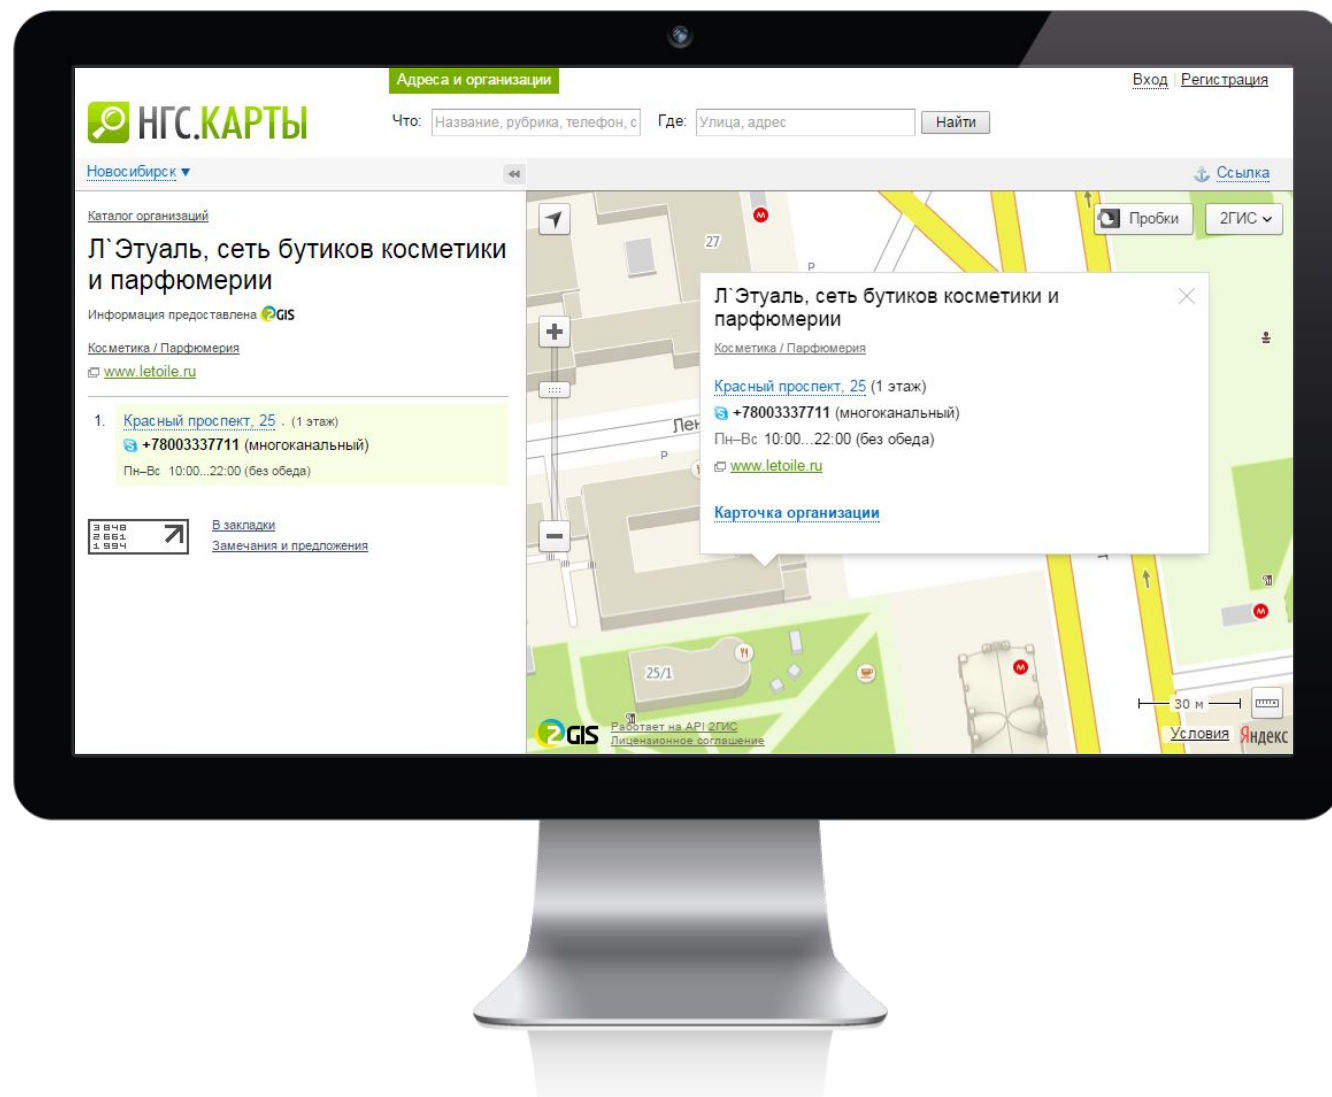 Адреса и организации
Вход Регистрация
НГС.КАРТЫ
Что: Название, рубрика, телефон, с Где: Улица, адрес Найти
Новосибирск ▼
Ссылка
Каталог организаций
Л`Этуаль, сеть бутиков косметики
и парфюмерии
Информация предоставлена 2GIS
Косметика / Парфюмерия
www.letoile.ru
1. Красный проспект, 25 . (1 этаж)
+78003337711 (многоканальный)
Пн–Вс 10:00...22:00 (без обеда)
3848
2661
1994
В закладки
Замечания и предложения
Пробки
2ГИС
М
27
P
Л`Этуаль, сеть бутиков косметики и
парфюмерии
Косметика / Парфюмерия
Красный проспект, 25 (1 этаж)
+78003337711 (многоканальный)
Пн–Вс 10:00...22:00 (без обеда)
www.letoile.ru
Карточка организации
Лен
P
М
25/1
М
30 м
2GIS
Работает на API 2ГИС
Лицензионное соглашение
Условия Яндекс